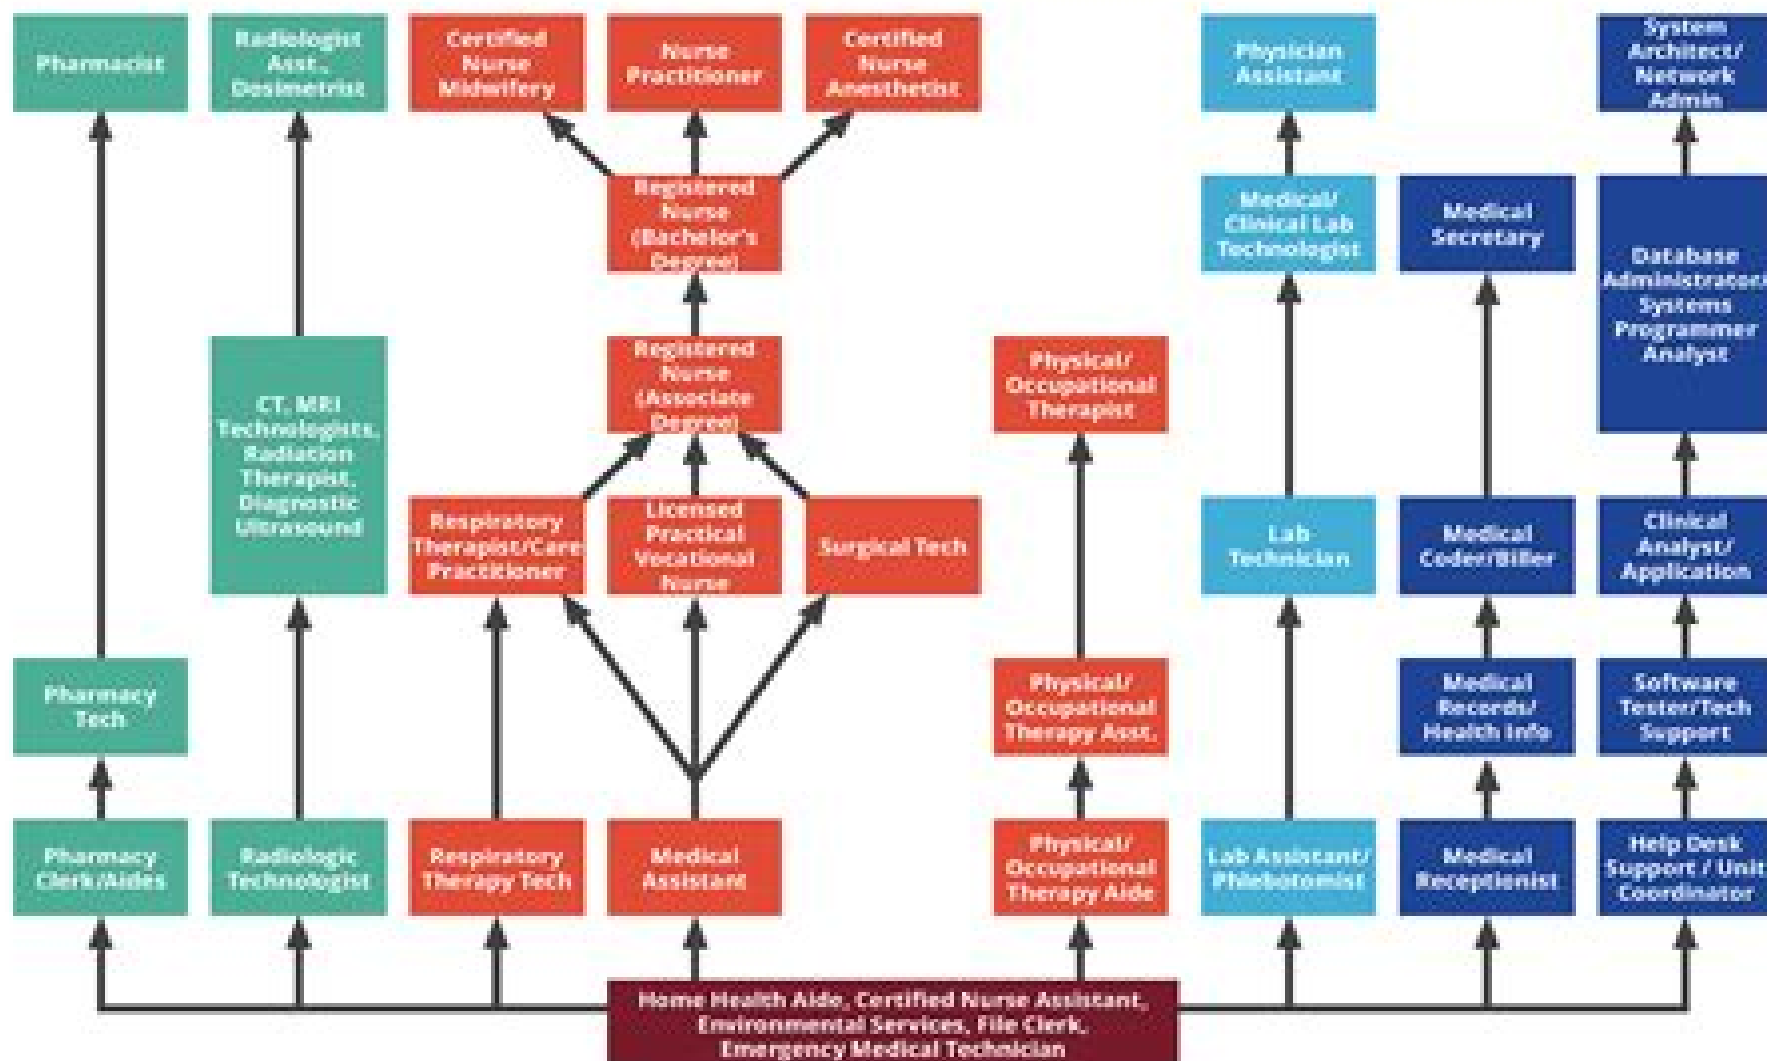 Pharmacist
Radiologist
Asst.,
Dosimetrist
Certified
Nurse
Midwifery
Nurse
Practitioner
Certified
Nurse
Anesthetist
Physician
Assistant
System
Architect/
Network
Admin
Registered
Nurse
(Bachelor's
Degree)
Medical/
Clinical Lab
Technologist
Medical
Secretary
Database
Administrator/
Systems
Programmer
Analyst
Registered
Nurse
(Associate
Degree)
Physical/
Occupational
Therapist
CT, MRI
Technologists,
Radiation
Therapist,
Diagnostic
Ultrasound
Respiratory
Therapist/Care
Practitioner
Licensed
Practical
Vocational
Nurse
Surgical Tech
Lab
Technician
Medical
Coder/Biller
Clinical
Analyst/
Application
Pharmacy
Tech
Physical/
Occupational
Therapy Asst.
Medical
Records/
Health Info
Software
Tester/Tech
Support
Pharmacy
Clerk/Aides
Radiologic
Technologist
Respiratory
Therapy Tech
Medical
Assistant
Physical/
Occupational
Therapy Aide
Lab Assistant/
Phlebotomist
Medical
Receptionist
Help Desk
Support / Unit
Coordinator
Home Health Aide, Certified Nurse Assistant,
Environmental Services, File Clerk,
Emergency Medical Technician